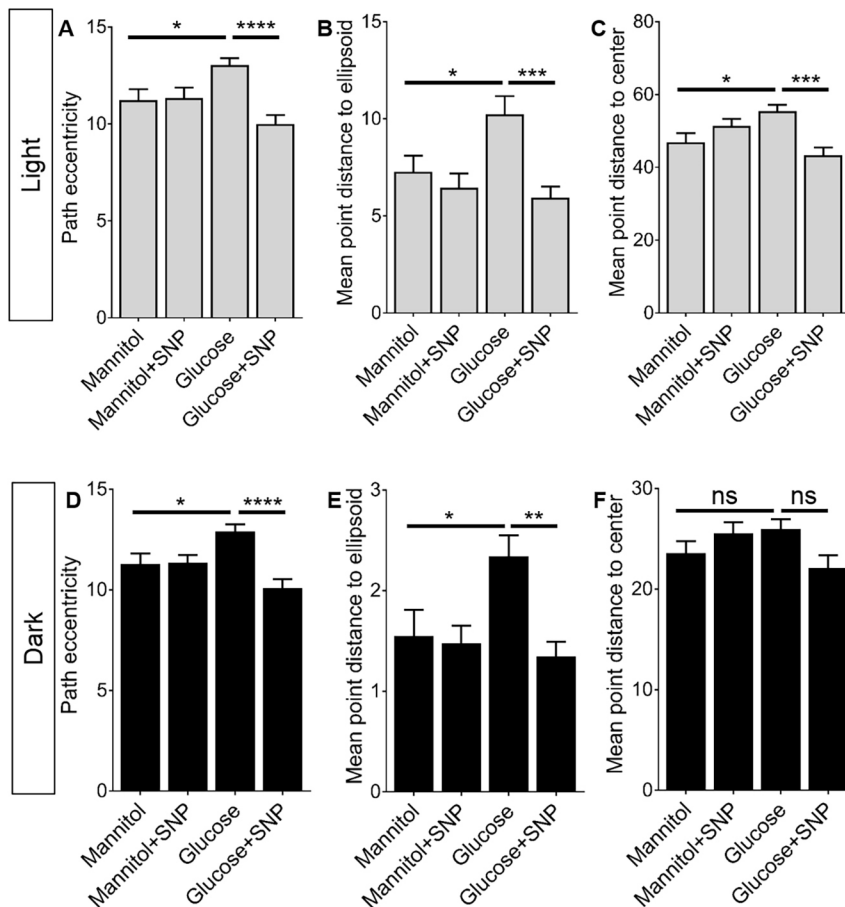 Light
A
* ****
Path eccentricity
15
10
5
0
Mannitol
Mannitol+SNP
Glucose
Glucose+SNP
B
* ***
Mean point distance to ellipsoid
15
10
5
0
Mannitol
Mannitol+SNP
Glucose
Glucose+SNP
C
* ***
Mean point distance to center
80
60
40
20
0
Mannitol
Mannitol+SNP
Glucose
Glucose+SNP
Dark
D
* ****
Path eccentricity
15
10
5
0
Mannitol
Mannitol+SNP
Glucose
Glucose+SNP
E
* **
Mean point distance to ellipsoid
3
2
1
0
Mannitol
Mannitol+SNP
Glucose
Glucose+SNP
F
ns ns
Mean point distance to center
30
20
10
0
Mannitol
Mannitol+SNP
Glucose
Glucose+SNP